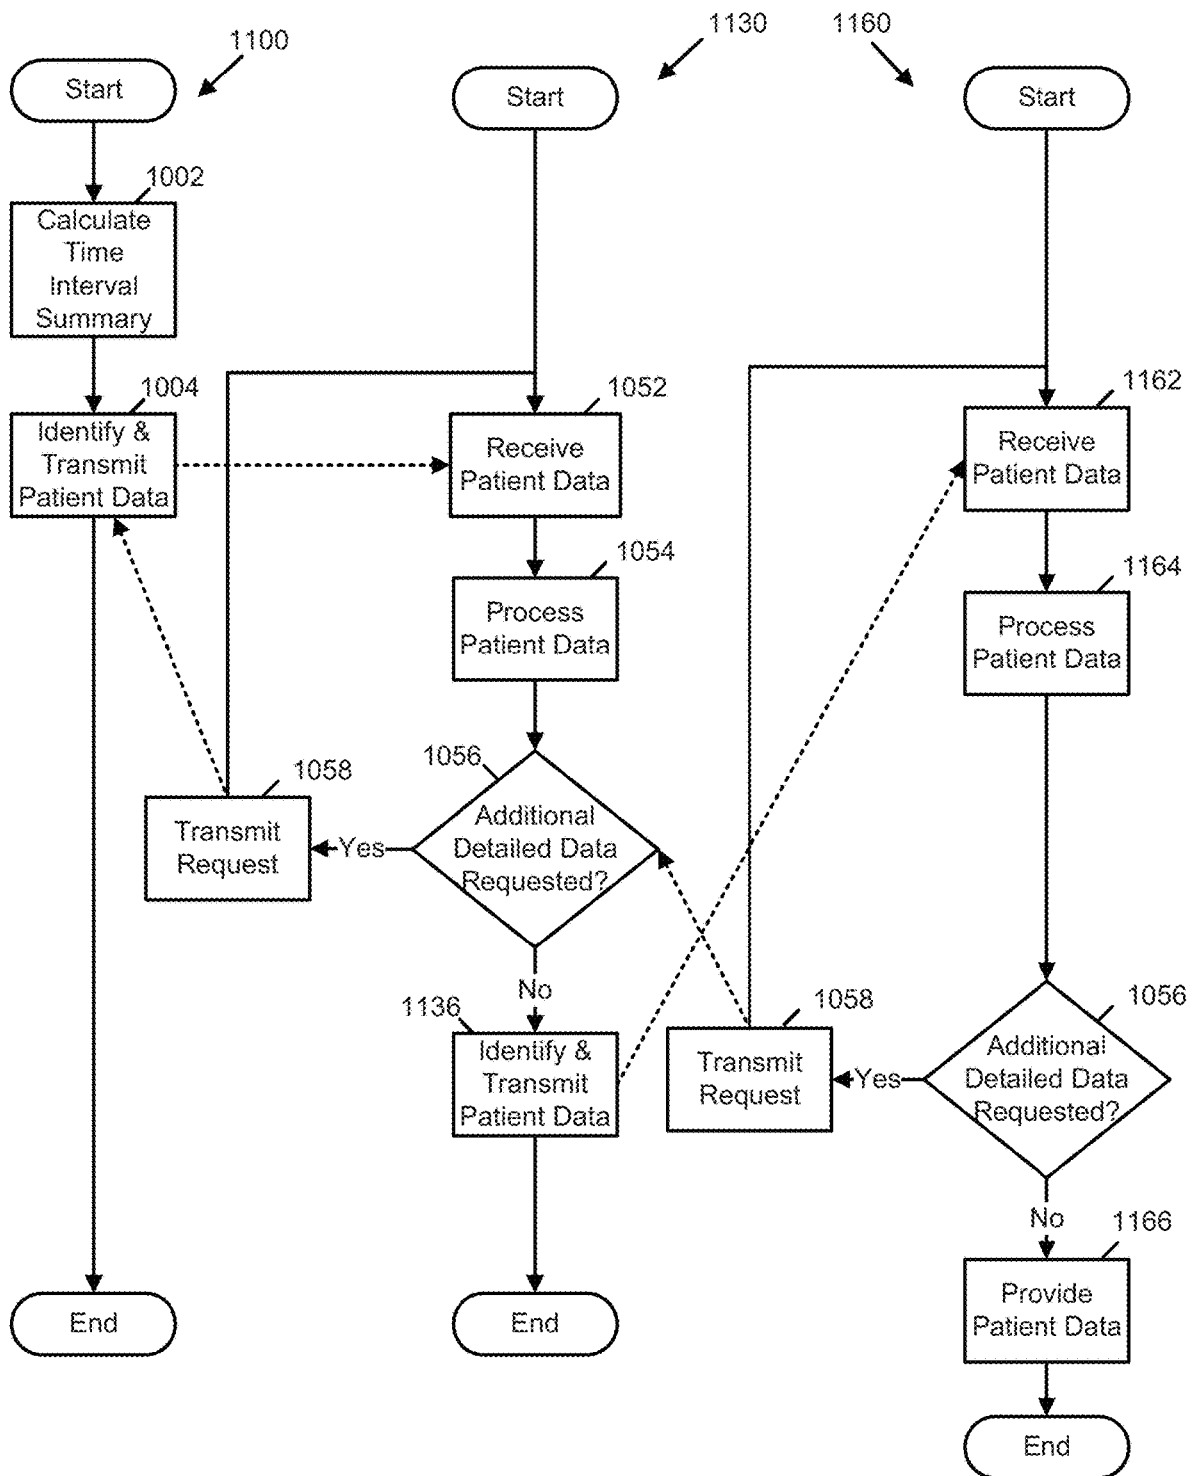 1100
1130
1160
Start
Start
Start
1002
Calculate
Time
Interval
Summary
1004
Identify &
Transmit
Patient Data
1052
Receive
Patient Data
1162
Receive
Patient Data
1054
Process
Patient Data
1164
Process
Patient Data
1056
Additional
Detailed Data
Requested?
Yes
1058
Transmit
Request
No
1136
Identify &
Transmit
Patient Data
1058
Transmit
Request
Yes
1056
Additional
Detailed Data
Requested?
No
1166
Provide
Patient Data
End
End
End